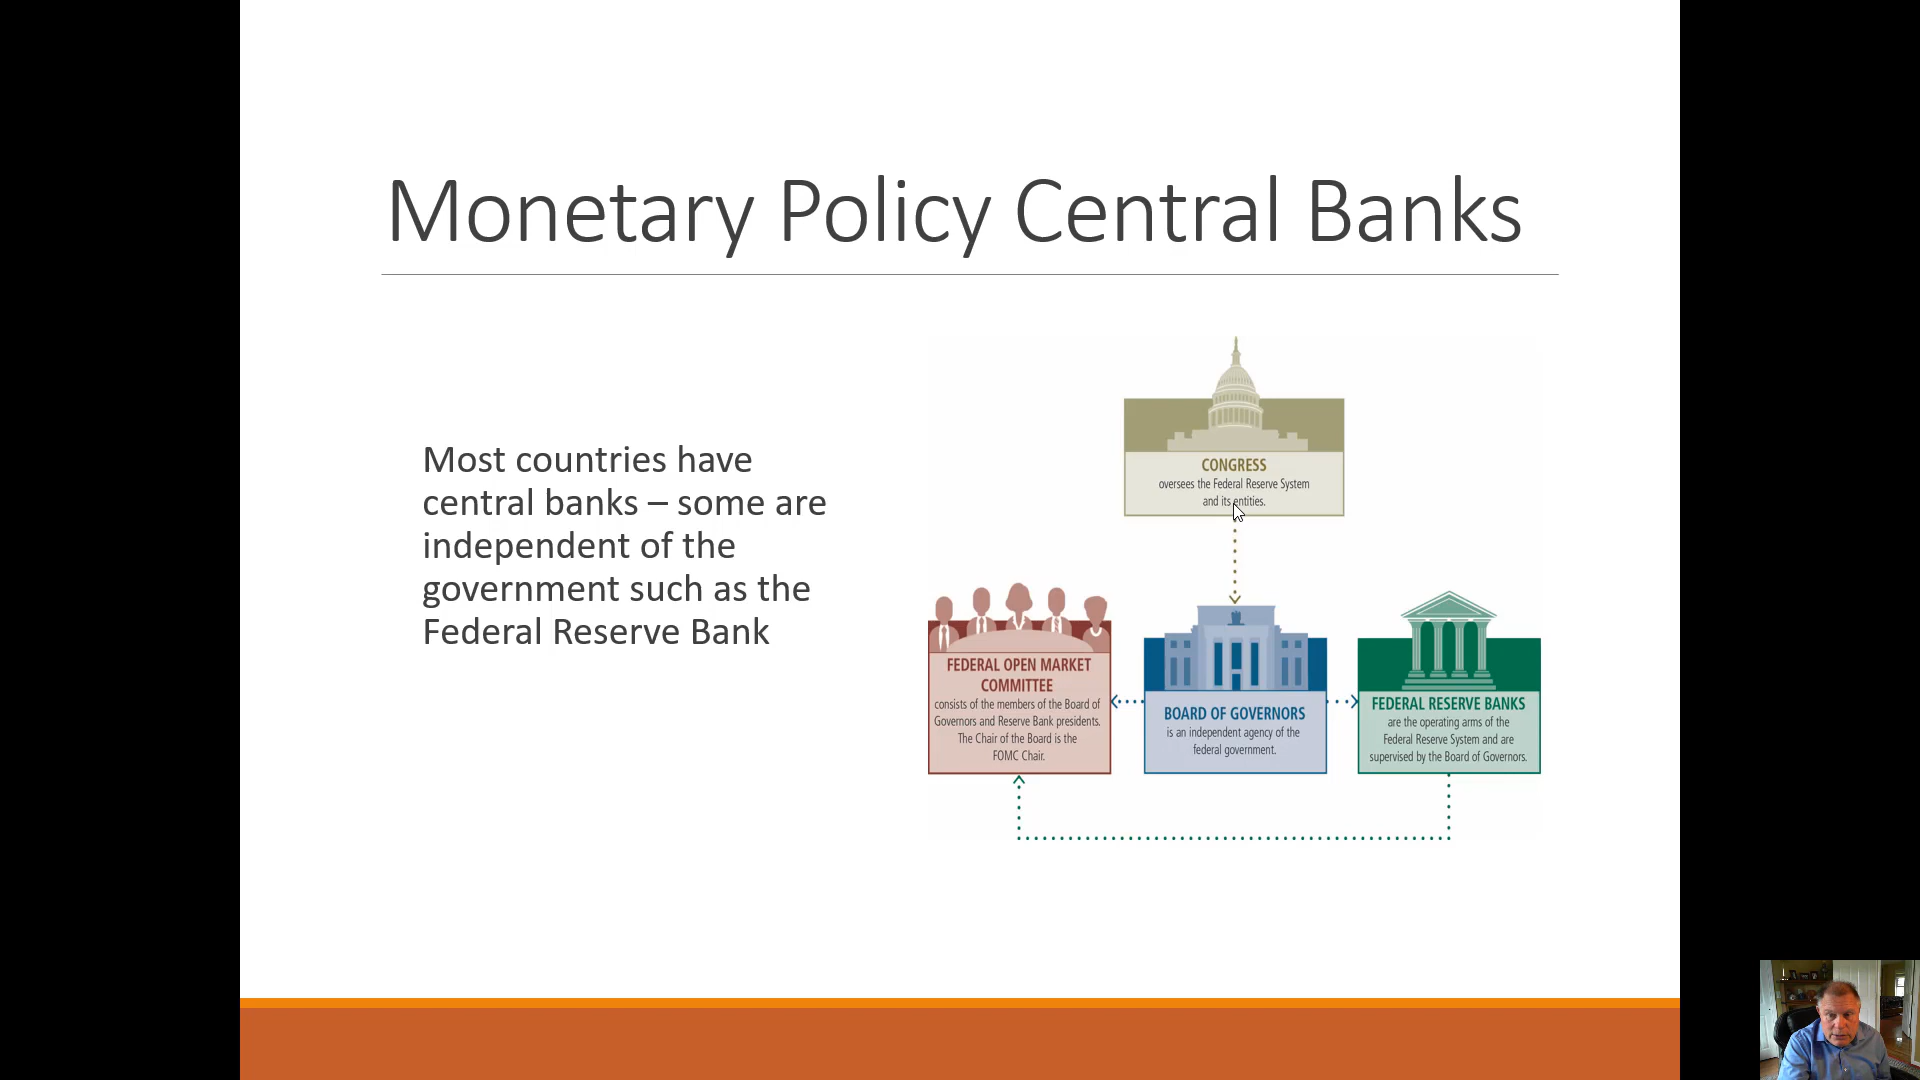 Monetary Policy Central Banks
Most countries have
central banks – some are
independent of the
government such as the
Federal Reserve Bank
CONGRESS
oversees the Federal Reserve System
and its entities.
FEDERAL OPEN MARKET
COMMITTEE
consists of the members of the Board of
Governors and Reserve Bank presidents.
The Chair of the Board is the
FOMC Chair.
BOARD OF GOVERNORS
is an independent agency of the
federal government.
FEDERAL RESERVE BANKS
are the operating arms of the
Federal Reserve System and are
supervised by the Board of Governors.